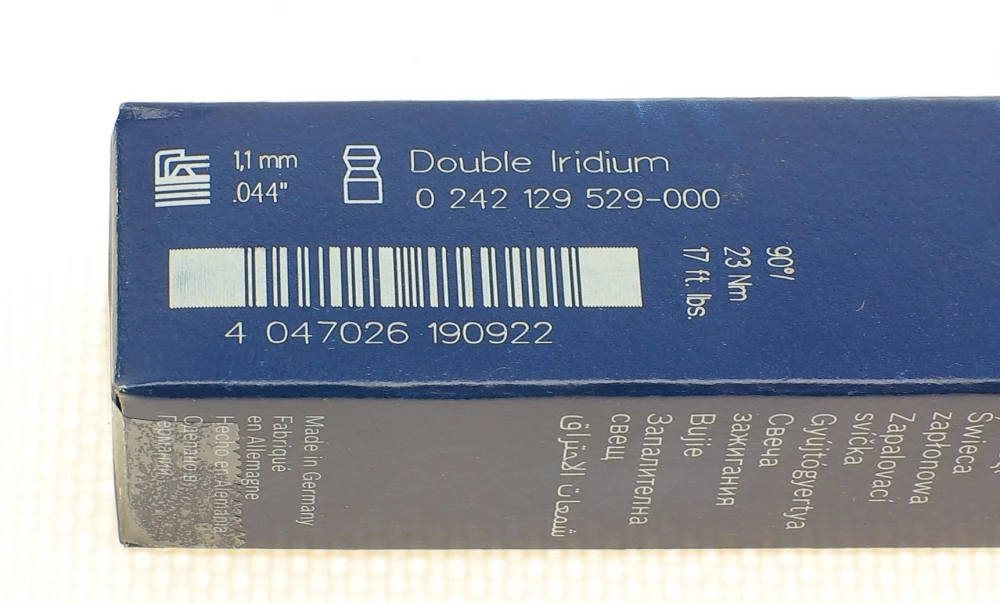 1,1 mm
.044"
Double Iridium
0 242 129 529-000
90°/
23 Nm
17 ft. lbs.
4 047026 190922
Made in Germany
Fabriqué
en Allemagne
Hecho en Alemania
Сделано в
Германии
شمعات الاحتراق
свещ
Запалителна
Bujie
зажигания
Свеча
Gyújtógyertya
svíčka
Zapalovací
zapłonowa
Świeca